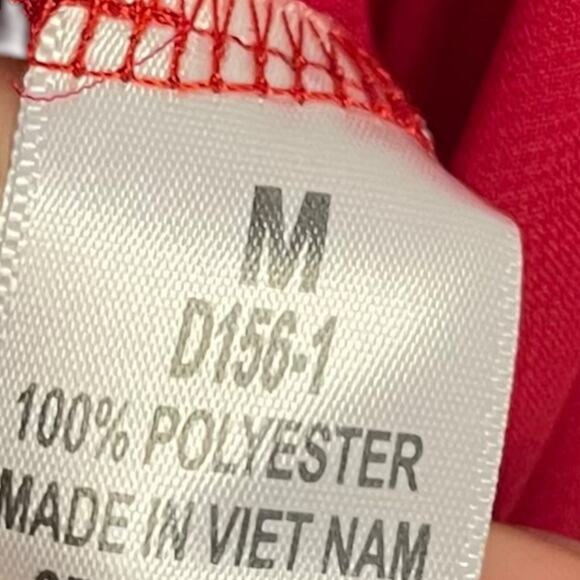 M
D156-1
100% POLYESTER
MADE IN VIET NAM